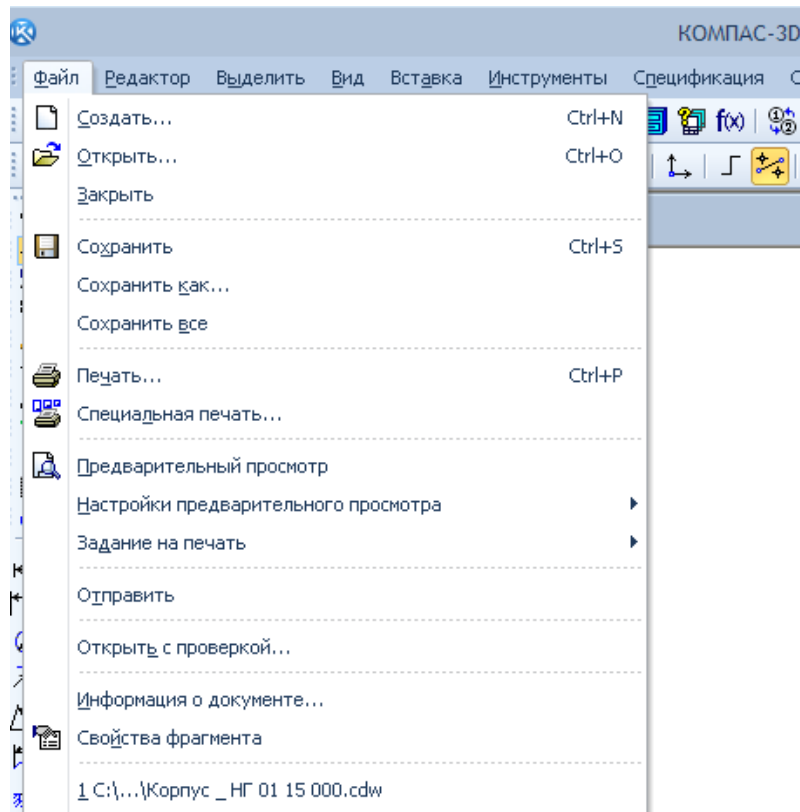 КОМПАС-3D
Файл Редактор Выделить Вид Вставка Инструменты Спецификация С
Создать... Ctrl+N
f(x)
Открыть... Ctrl+O
Закрыть
Сохранить Ctrl+S
Сохранить как...
Сохранить все
Печать... Ctrl+P
Специальная печать...
Предварительный просмотр
Настройки предварительного просмотра
Задание на печать
Отправить
Открыть с проверкой...
Информация о документе...
Свойства фрагмента
1 C:\...\Корпус _ НГ 01 15 000.cdw